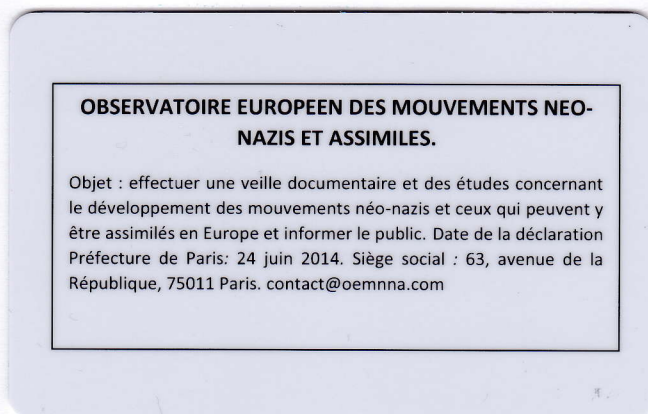 OBSERVATOIRE EUROPEEN DES MOUVEMENTS NEO-
NAZIS ET ASSIMILES.
Objet : effectuer une veille documentaire et des études concernant
le développement des mouvements néo-nazis et ceux qui peuvent y
être assimilés en Europe et informer le public. Date de la déclaration
Préfecture de Paris: 24 juin 2014. Siège social : 63, avenue de la
République, 75011 Paris. contact@oemnna.com